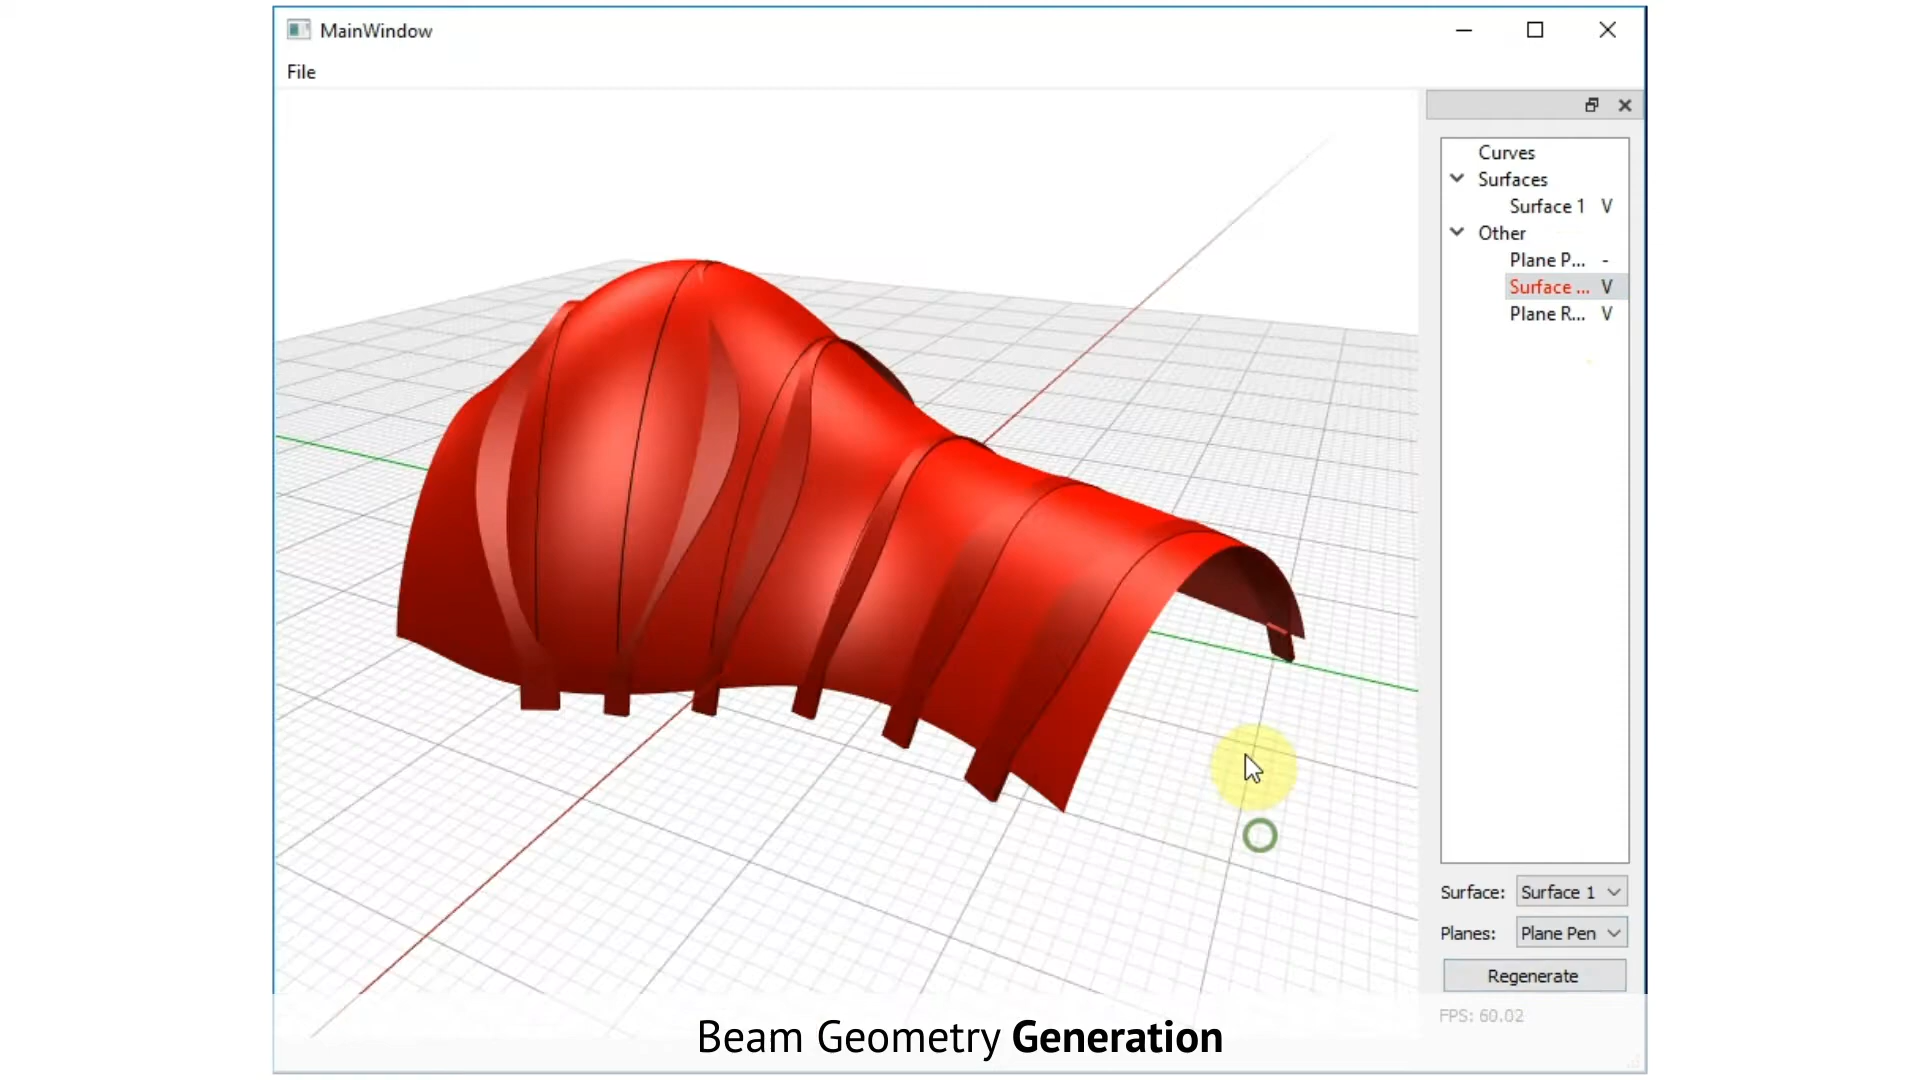 MainWindow
File
Curves
Surfaces
Surface 1 V
Other
Plane P... -
Surface ... V
Plane R... V
Surface: Surface 1
Planes: Plane Pen
Regenerate
FPS: 60.02
Beam Geometry Generation